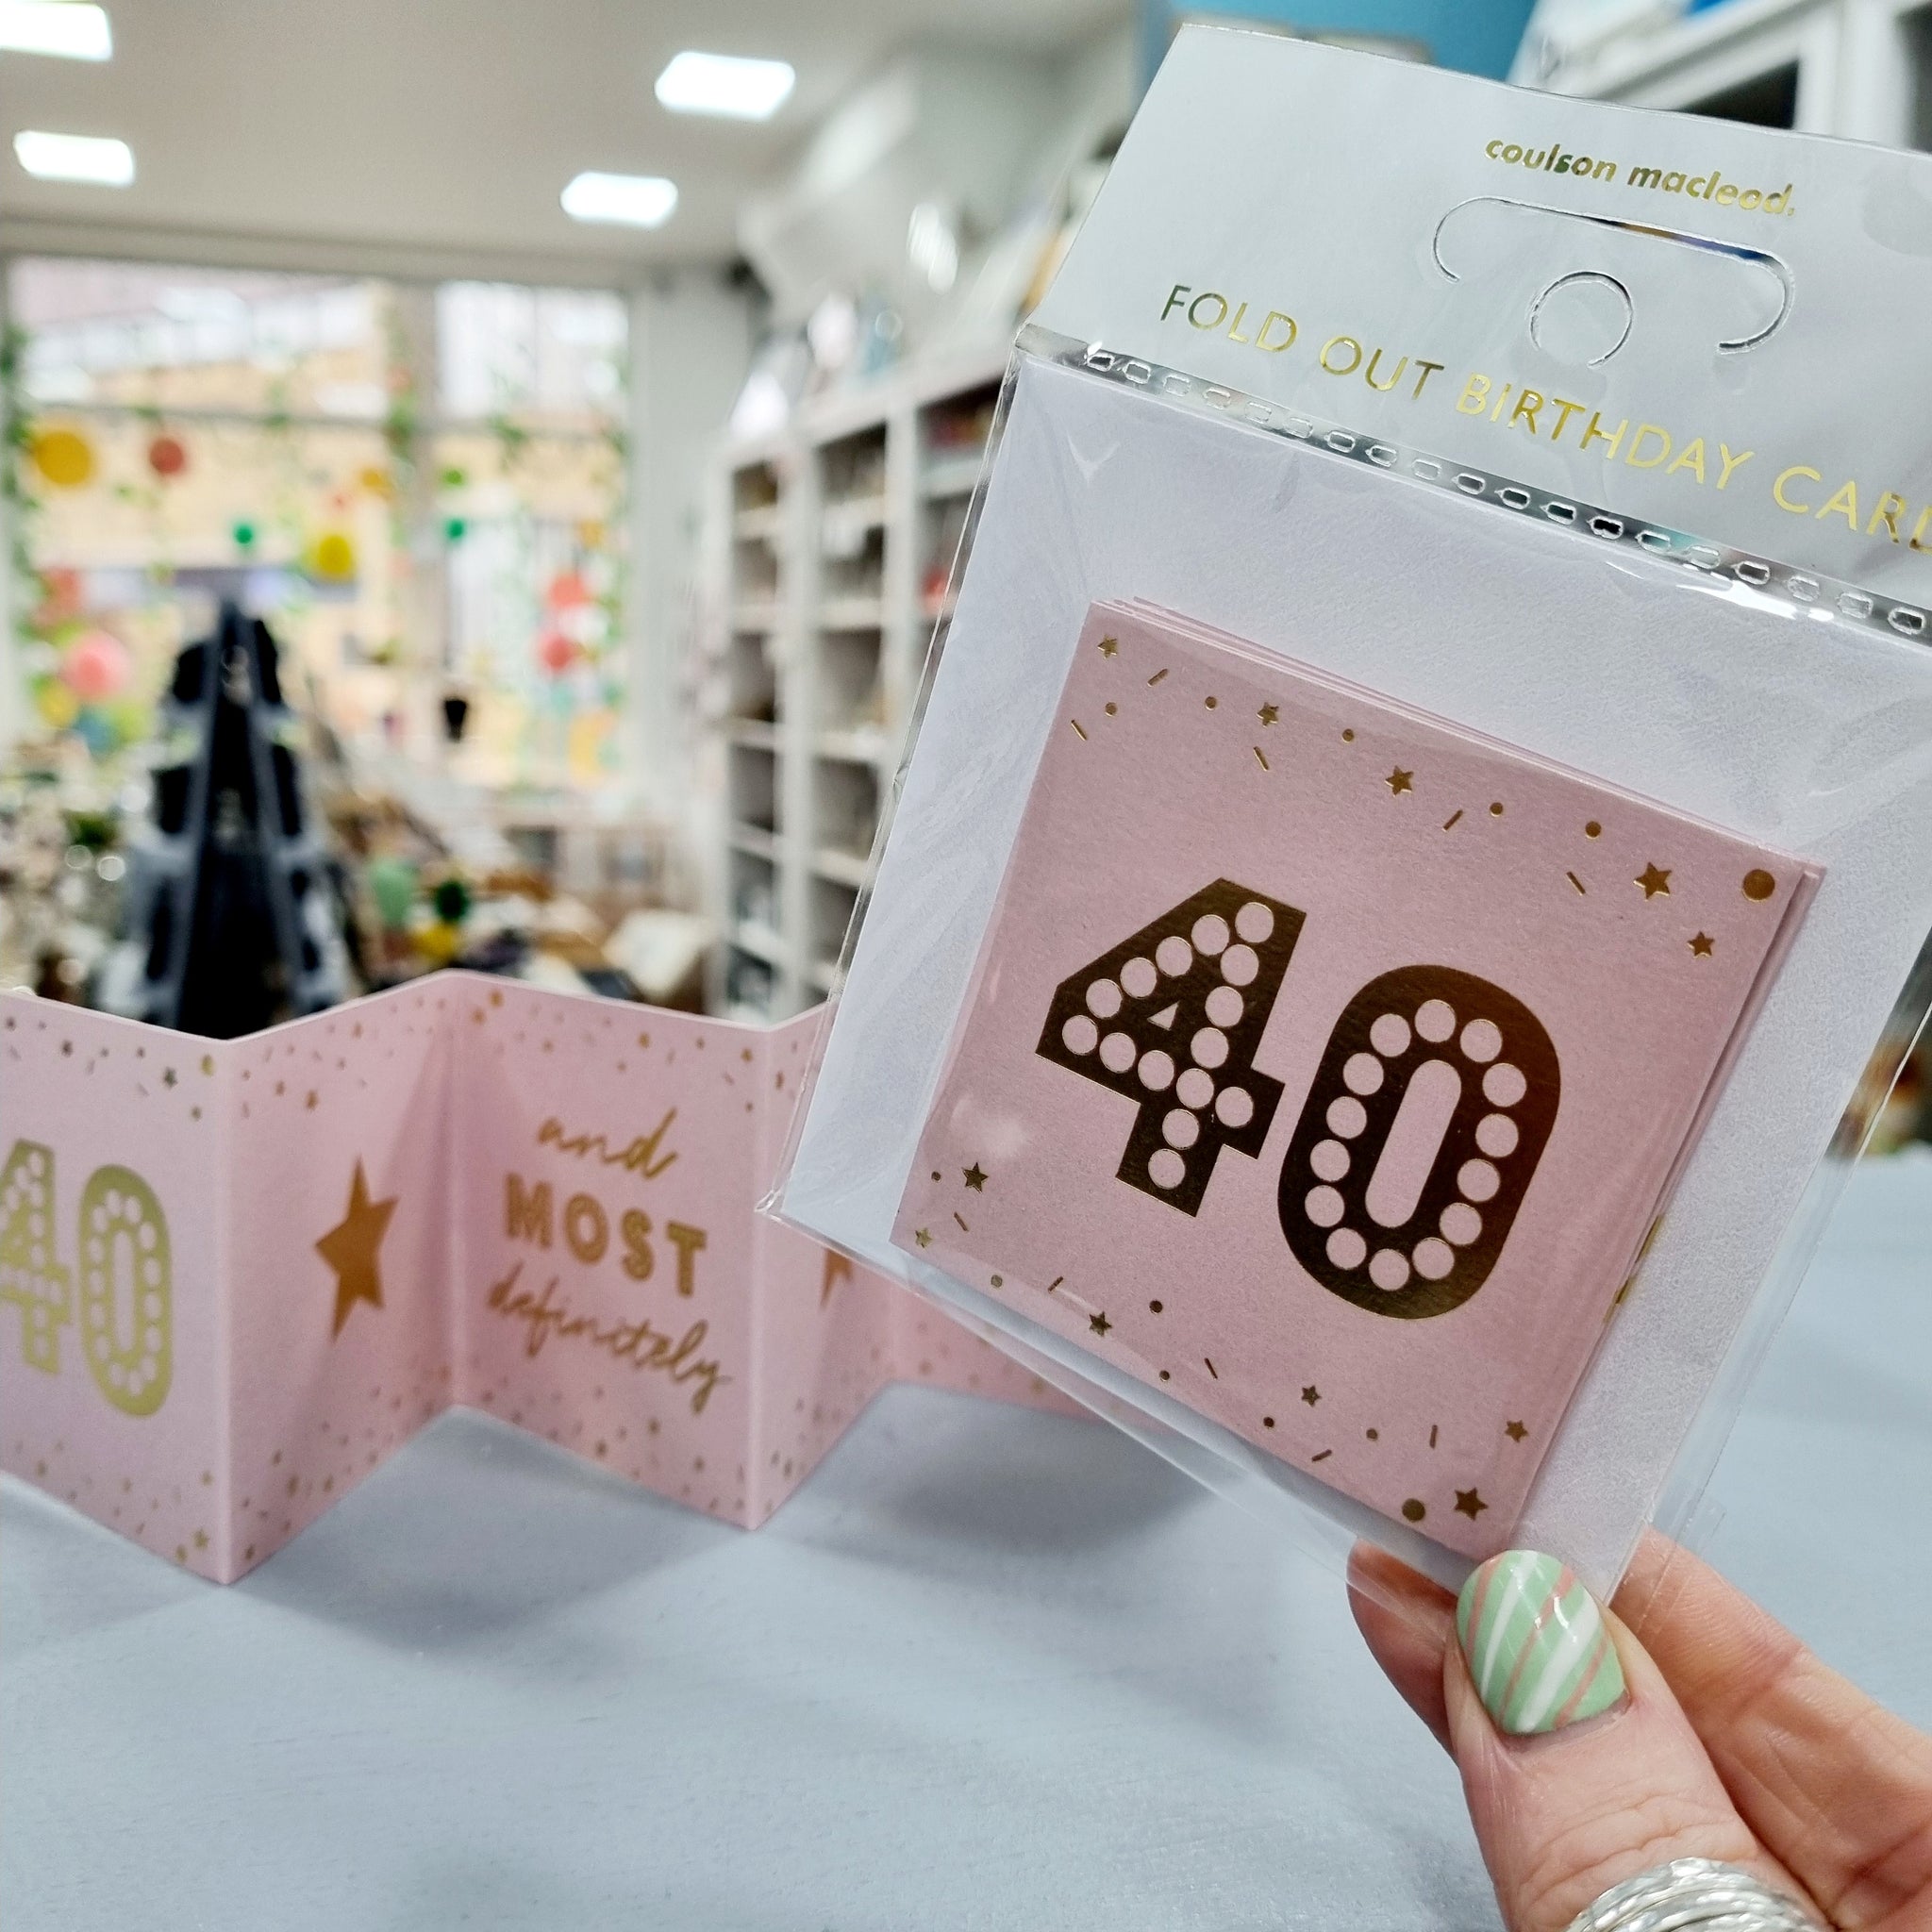 coulson macleod.
FOLD OUT BIRTHDAY CARD
40
40
and
MOST
definitely